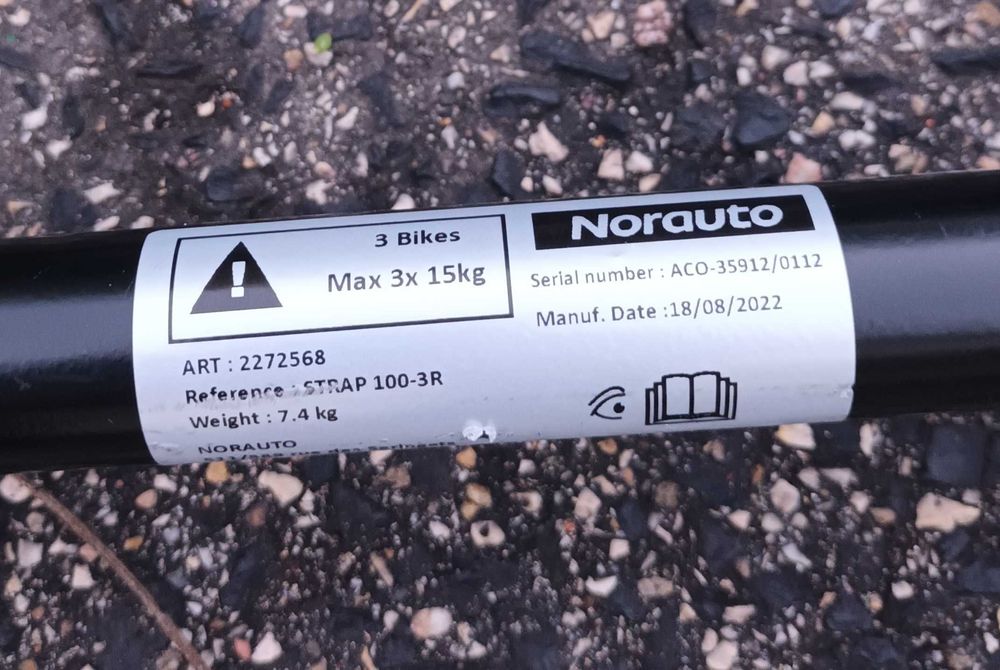 3 Bikes
Max 3x 15kg
ART : 2272568
Reference : STRAP 100-3R
Weight : 7.4 kg
NORAUTO
Norauto
Serial number : ACO-35912/0112
Manuf. Date :18/08/2022